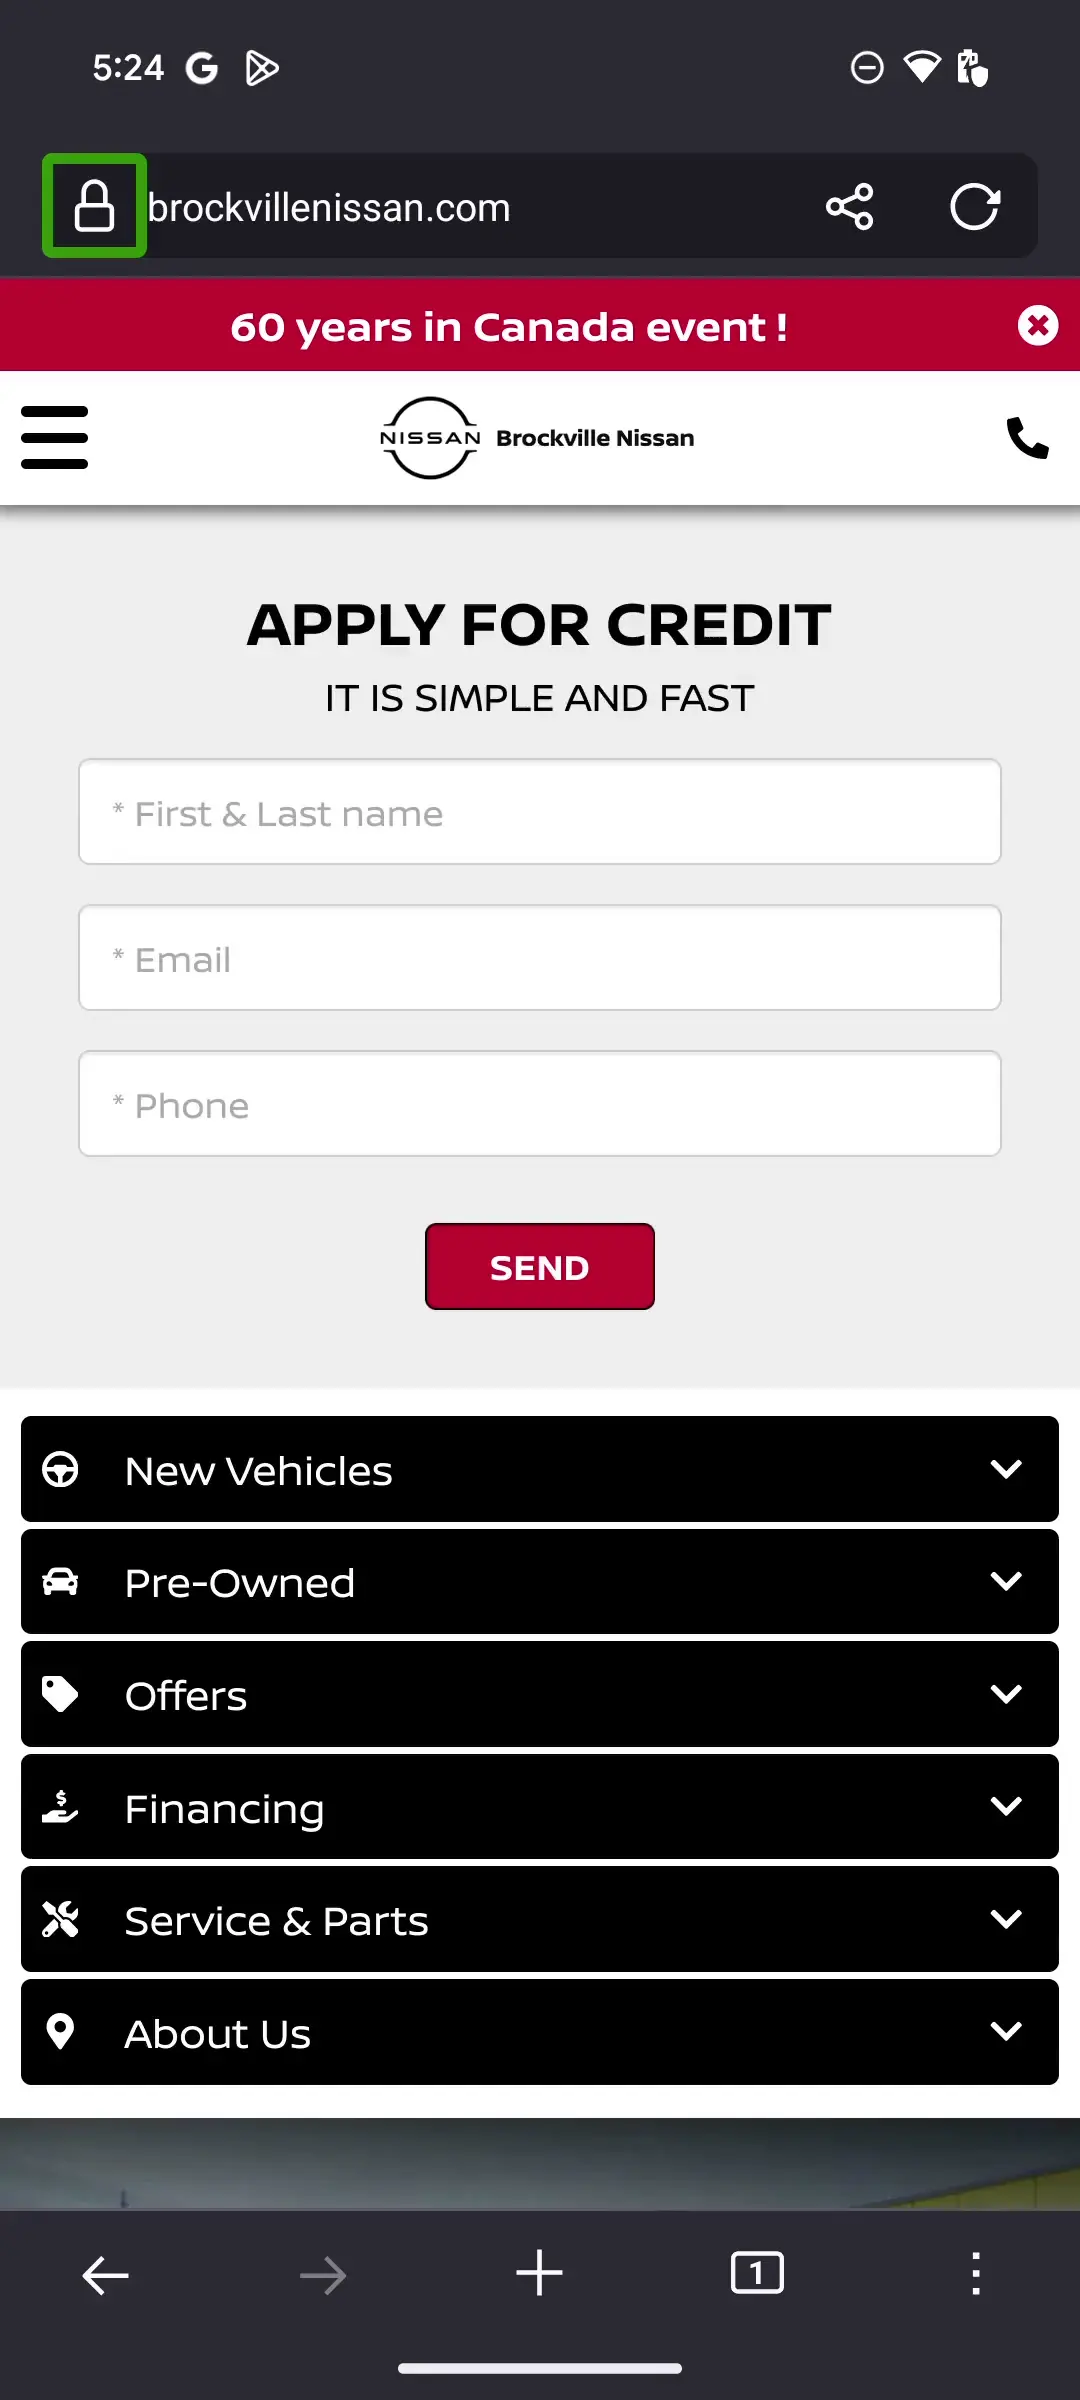 5:24
brockvillenissan.com
60 years in Canada event !
NISSAN Brockville Nissan
APPLY FOR CREDIT
IT IS SIMPLE AND FAST
* First & Last name
* Email
* Phone
SEND
New Vehicles
Pre-Owned
Offers
Financing
Service & Parts
About Us
1